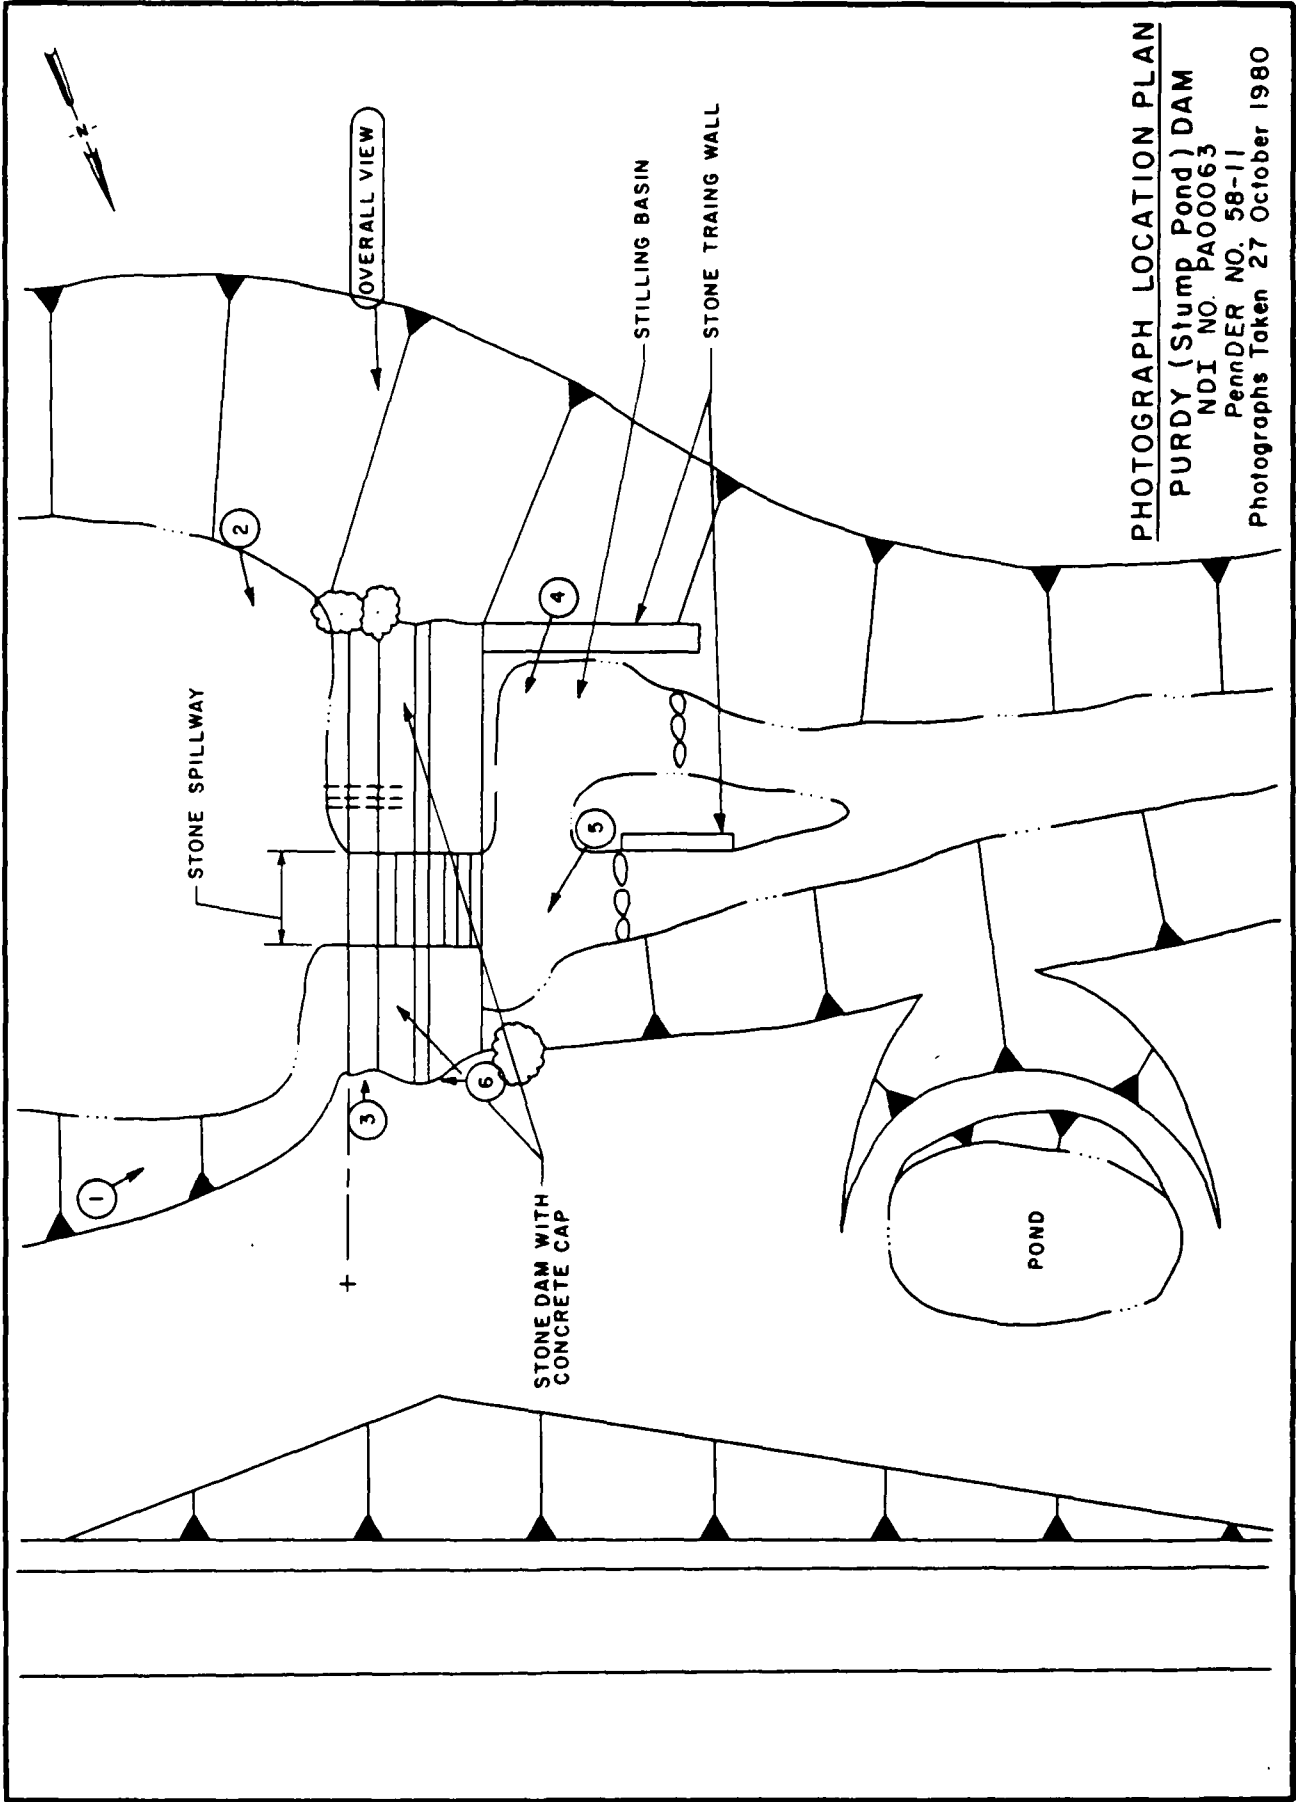 PHOTOGRAPH LOCATION PLAN
PURDY (Stump Pond) DAM
NDI NO. PA00063
PennDER NO. 58-11
Photographs Taken 27 October 1980
N
OVERALL VIEW
STILLING BASIN
STONE TRAING WALL
STONE SPILLWAY
STONE DAM WITH
CONCRETE CAP
POND
1
2
3
4
5
6